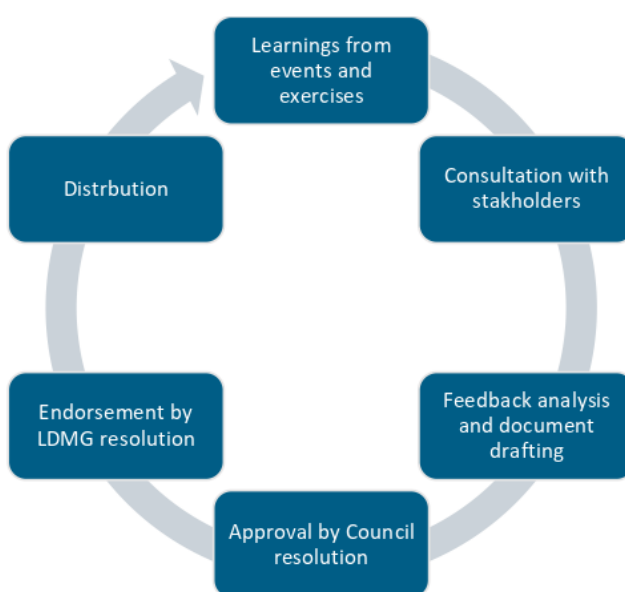 Learnings from
events and
exercises
Consultation with
stakholders
Feedback analysis
and document
drafting
Approval by Council
resolution
Endorsement by
LDMG resolution
Distrbution